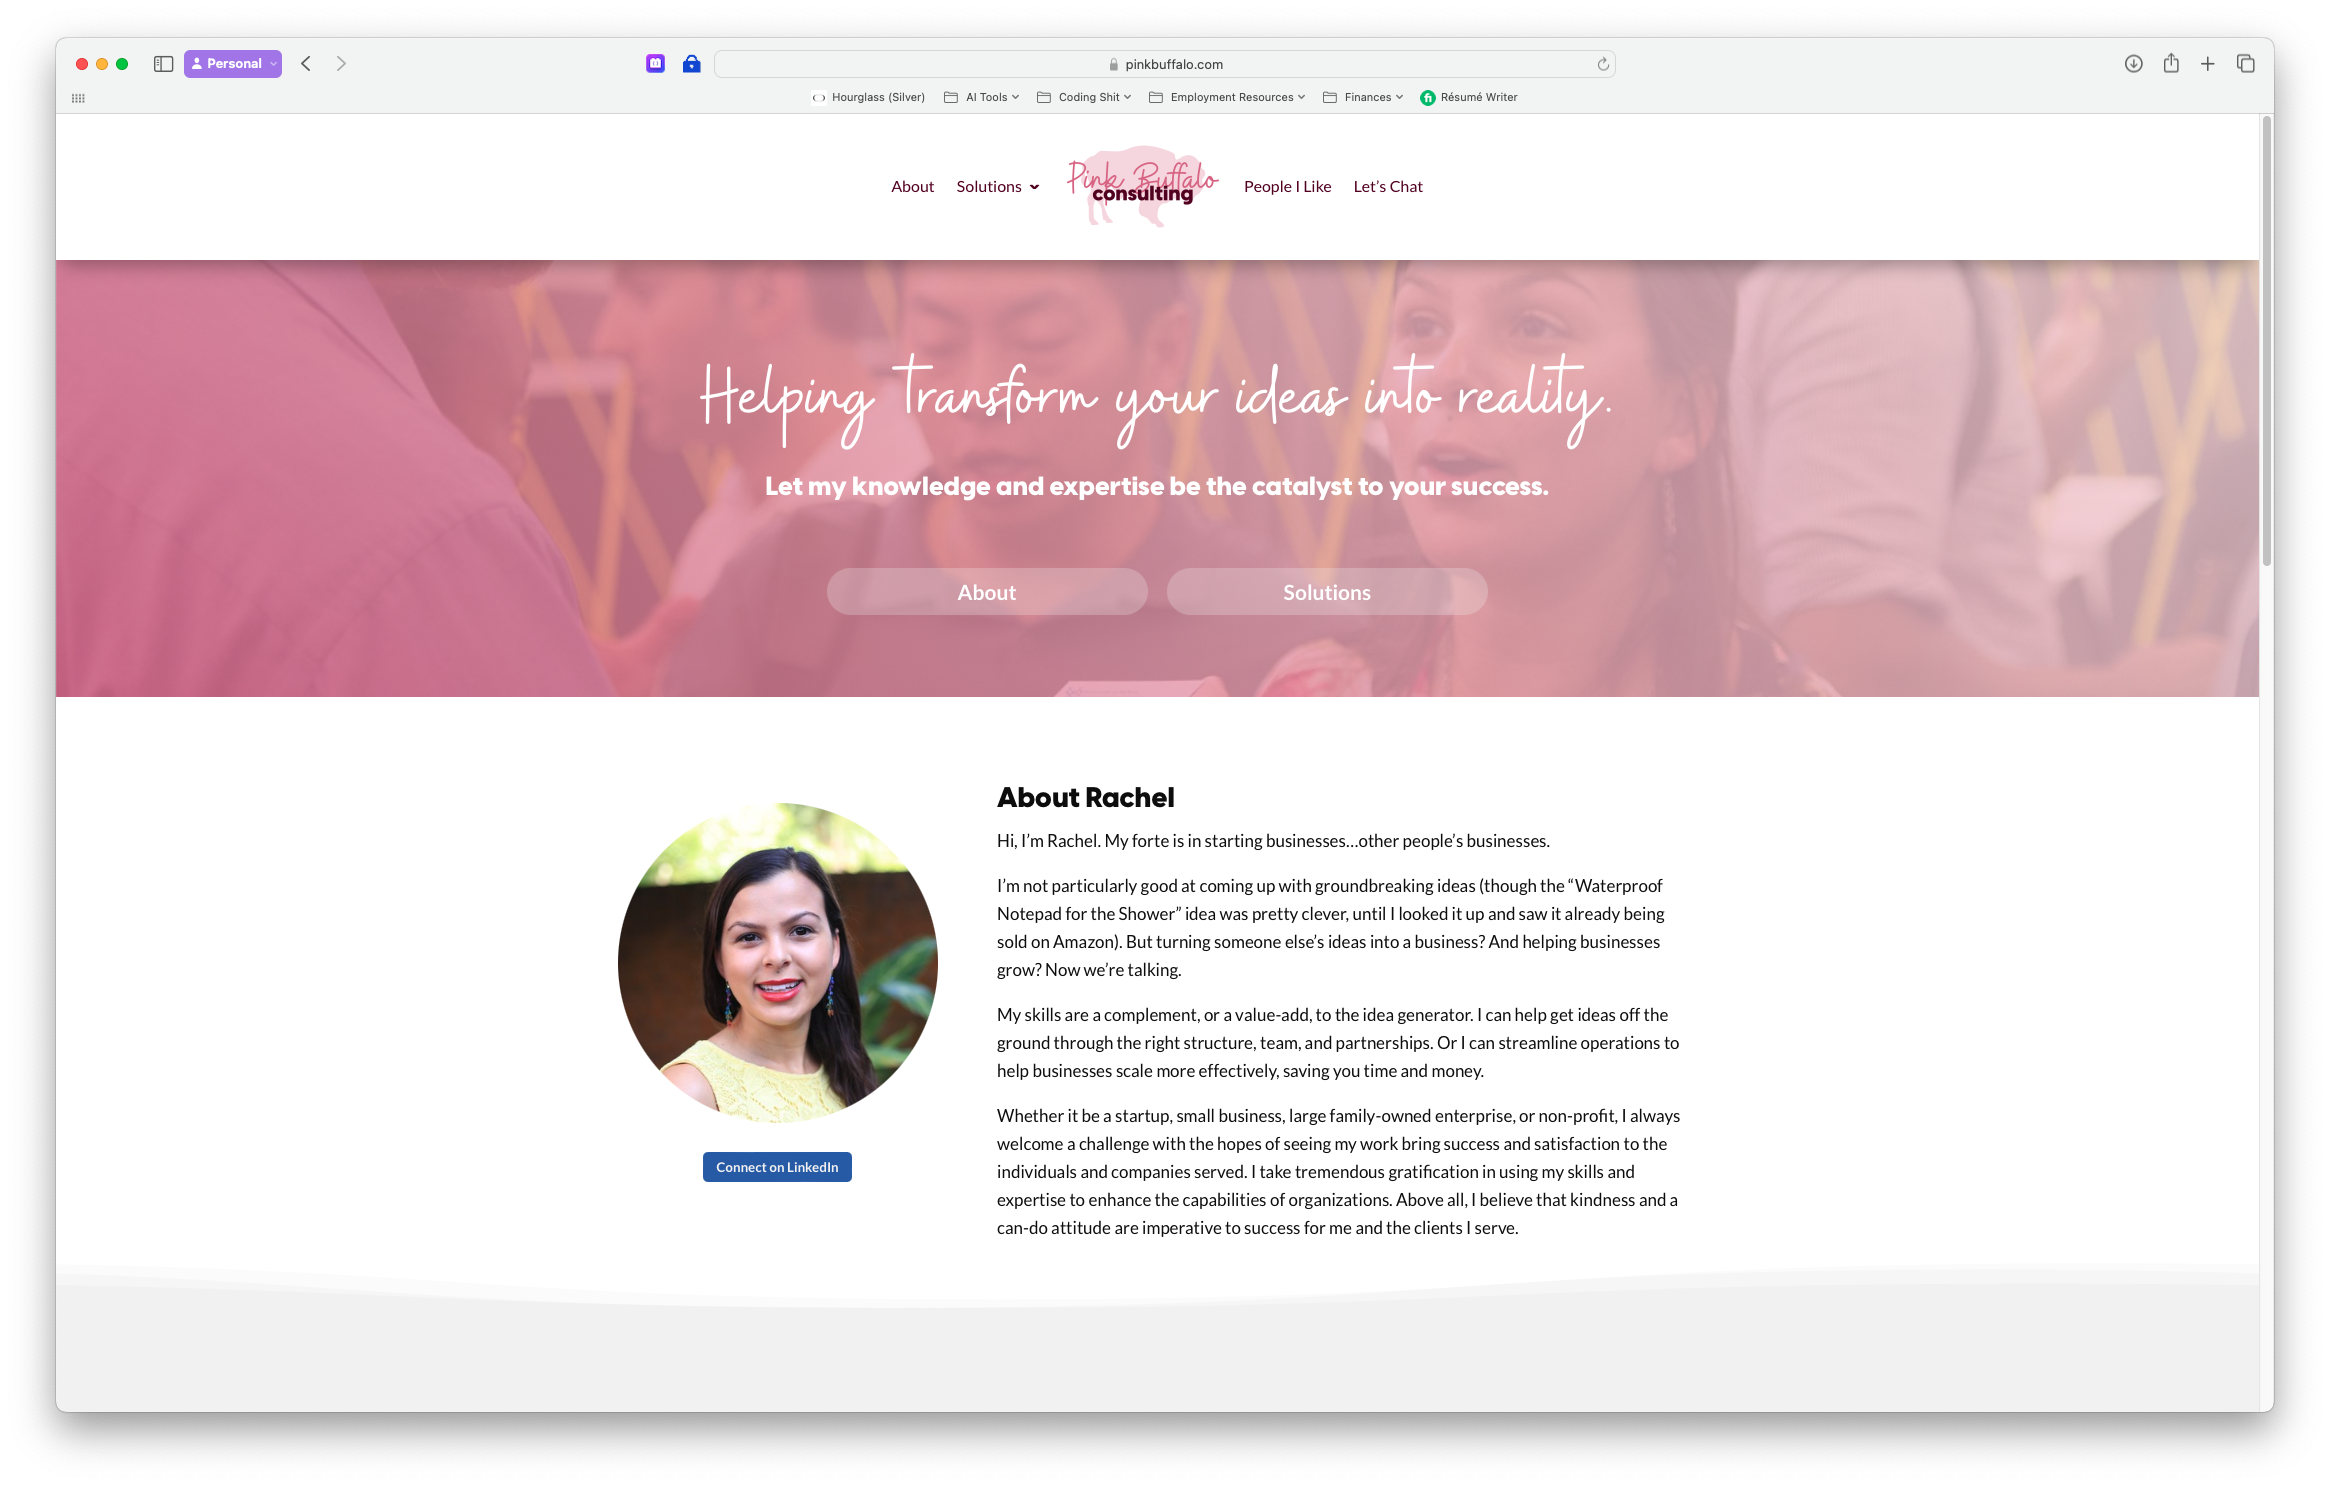 Personal
pinkbuffalo.com
Hourglass (Silver) AI Tools Coding Shit Employment Resources Finances Résumé Writer
About Solutions Pink Buffalo consulting People I Like Let’s Chat
Helping transform your ideas into reality.
Let my knowledge and expertise be the catalyst to your success.
About Solutions
About Rachel
Hi, I’m Rachel. My forte is in starting businesses…other people’s businesses.
I’m not particularly good at coming up with groundbreaking ideas (though the “Waterproof
Notepad for the Shower” idea was pretty clever, until I looked it up and saw it already being
sold on Amazon). But turning someone else’s ideas into a business? And helping businesses
grow? Now we’re talking.
My skills are a complement, or a value-add, to the idea generator. I can help get ideas off the
ground through the right structure, team, and partnerships. Or I can streamline operations to
help businesses scale more effectively, saving you time and money.
Whether it be a startup, small business, large family-owned enterprise, or non-profit, I always
welcome a challenge with the hopes of seeing my work bring success and satisfaction to the
individuals and companies served. I take tremendous gratification in using my skills and
expertise to enhance the capabilities of organizations. Above all, I believe that kindness and a
can-do attitude are imperative to success for me and the clients I serve.
Connect on LinkedIn